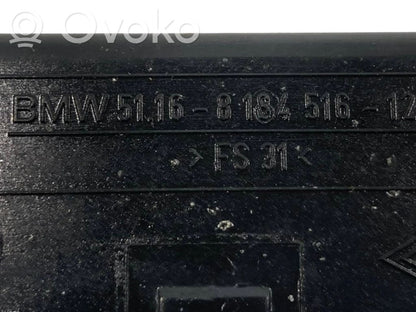 Ovoko
BMW 51.16 - 8 184 516 - 12
> FS 31 <